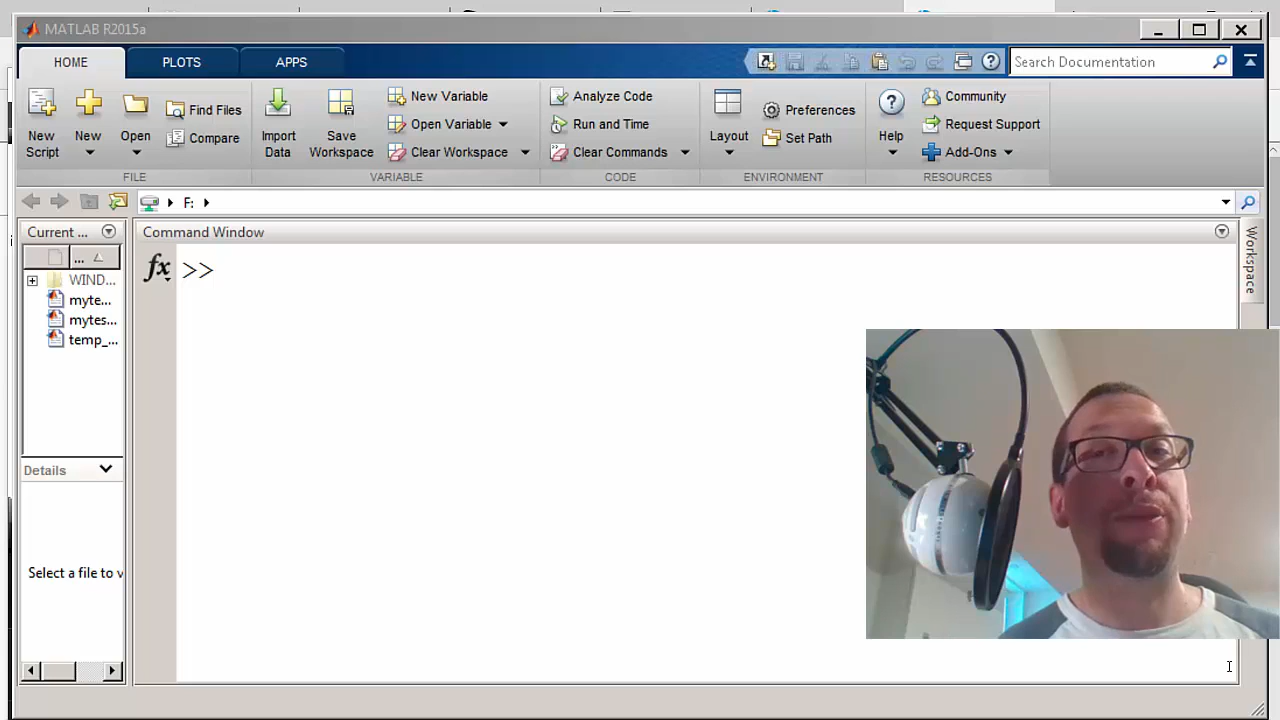 MATLAB R2015a
HOME
PLOTS
APPS
Search Documentation
New Script
New
Open
Find Files
Compare
FILE
Import Data
Save Workspace
New Variable
Open Variable
Clear Workspace
VARIABLE
Analyze Code
Run and Time
Clear Commands
CODE
Layout
Preferences
Set Path
ENVIRONMENT
Help
Community
Request Support
Add-Ons
RESOURCES
F:
Current ...
...
WIND...
myte...
mytes...
temp_...
Details
Select a file to v
Command Window
fx >>
Workspace